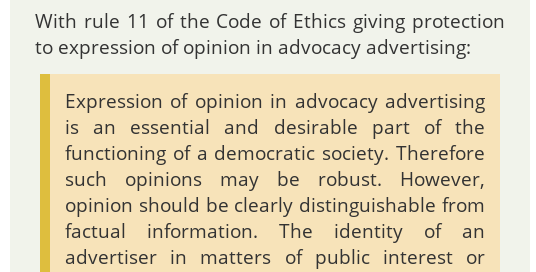 With rule 11 of the Code of Ethics giving protection
to expression of opinion in advocacy advertising:
Expression of opinion in advocacy advertising
is an essential and desirable part of the
functioning of a democratic society. Therefore
such opinions may be robust. However,
opinion should be clearly distinguishable from
factual information. The identity of an
advertiser in matters of public interest or